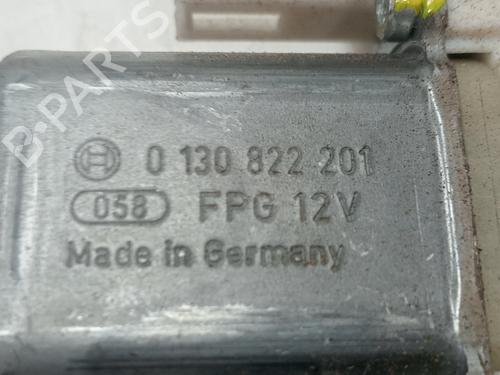 B-PARTS
0 130 822 201
058 FPG 12V
Made in Germany